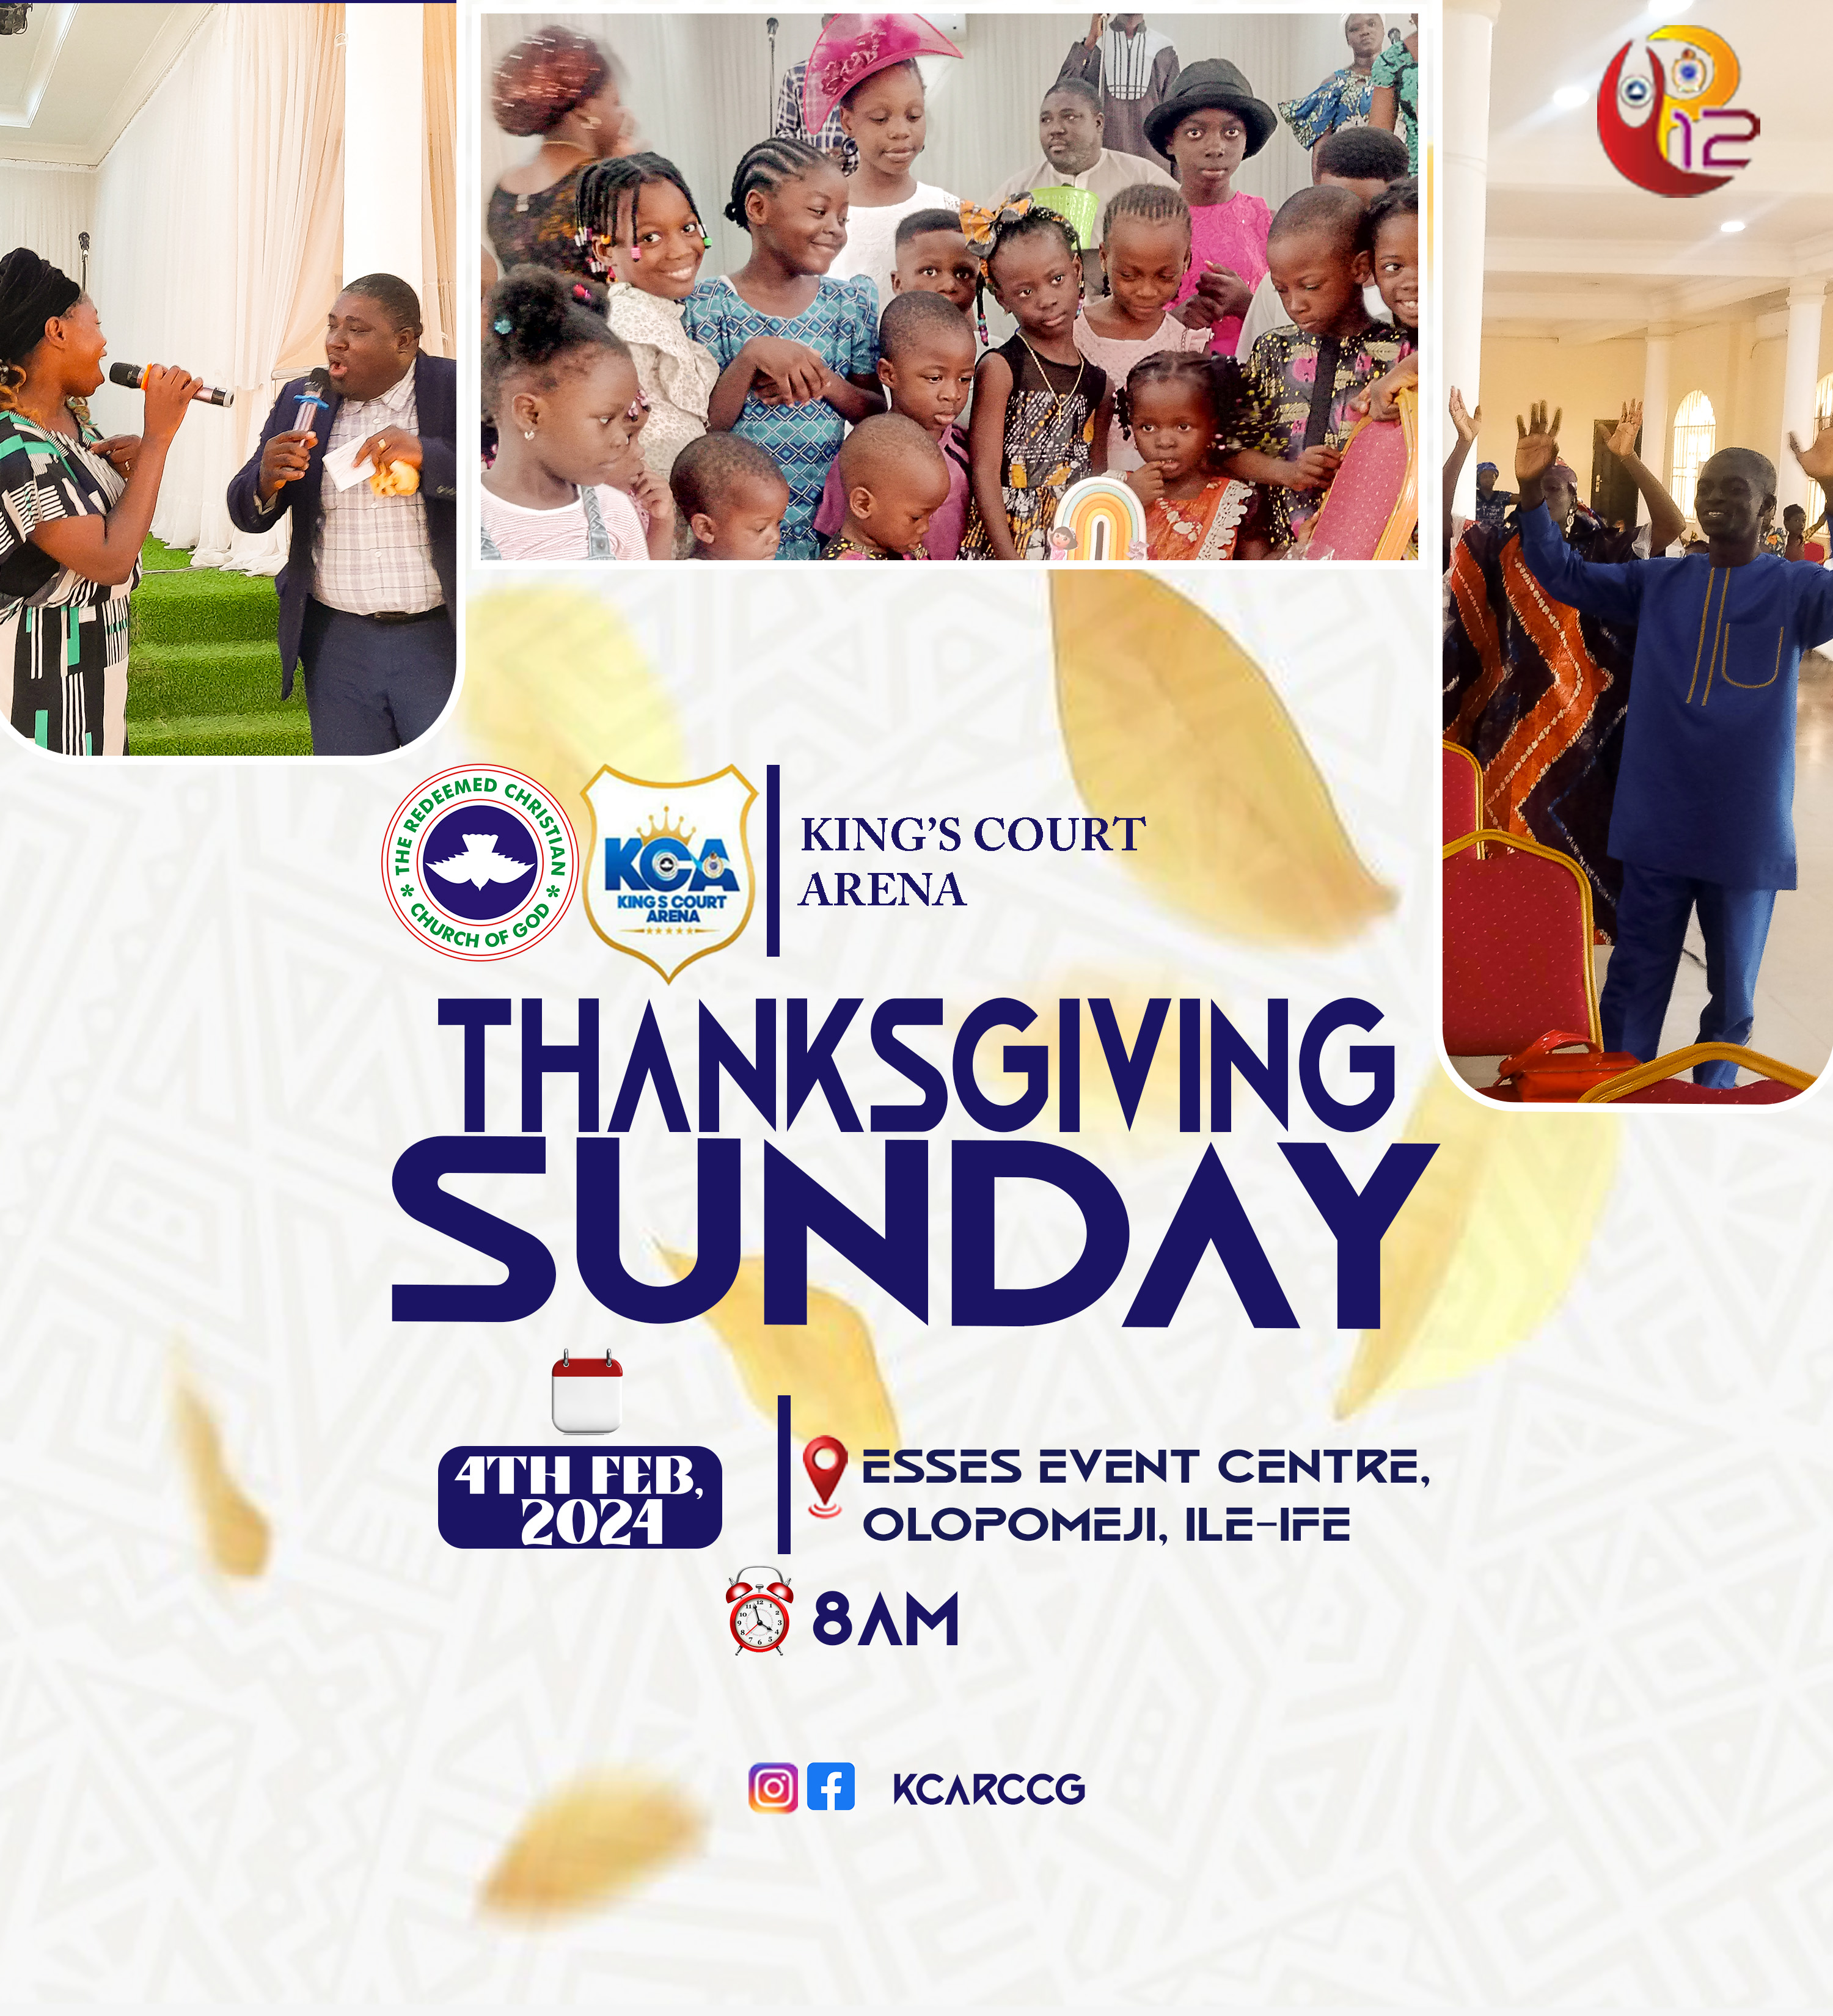 12
THE REDEEMED CHRISTIAN
CHURCH OF GOD
KCA
KING S COURT
ARENA
KING'S COURT
ARENA
THANKSGIVING
SUNDAY
4TH FEB,
2024
ESSES EVENT CENTRE,
OLOPOMEJI, ILE-IFE
8AM
KCARCCG